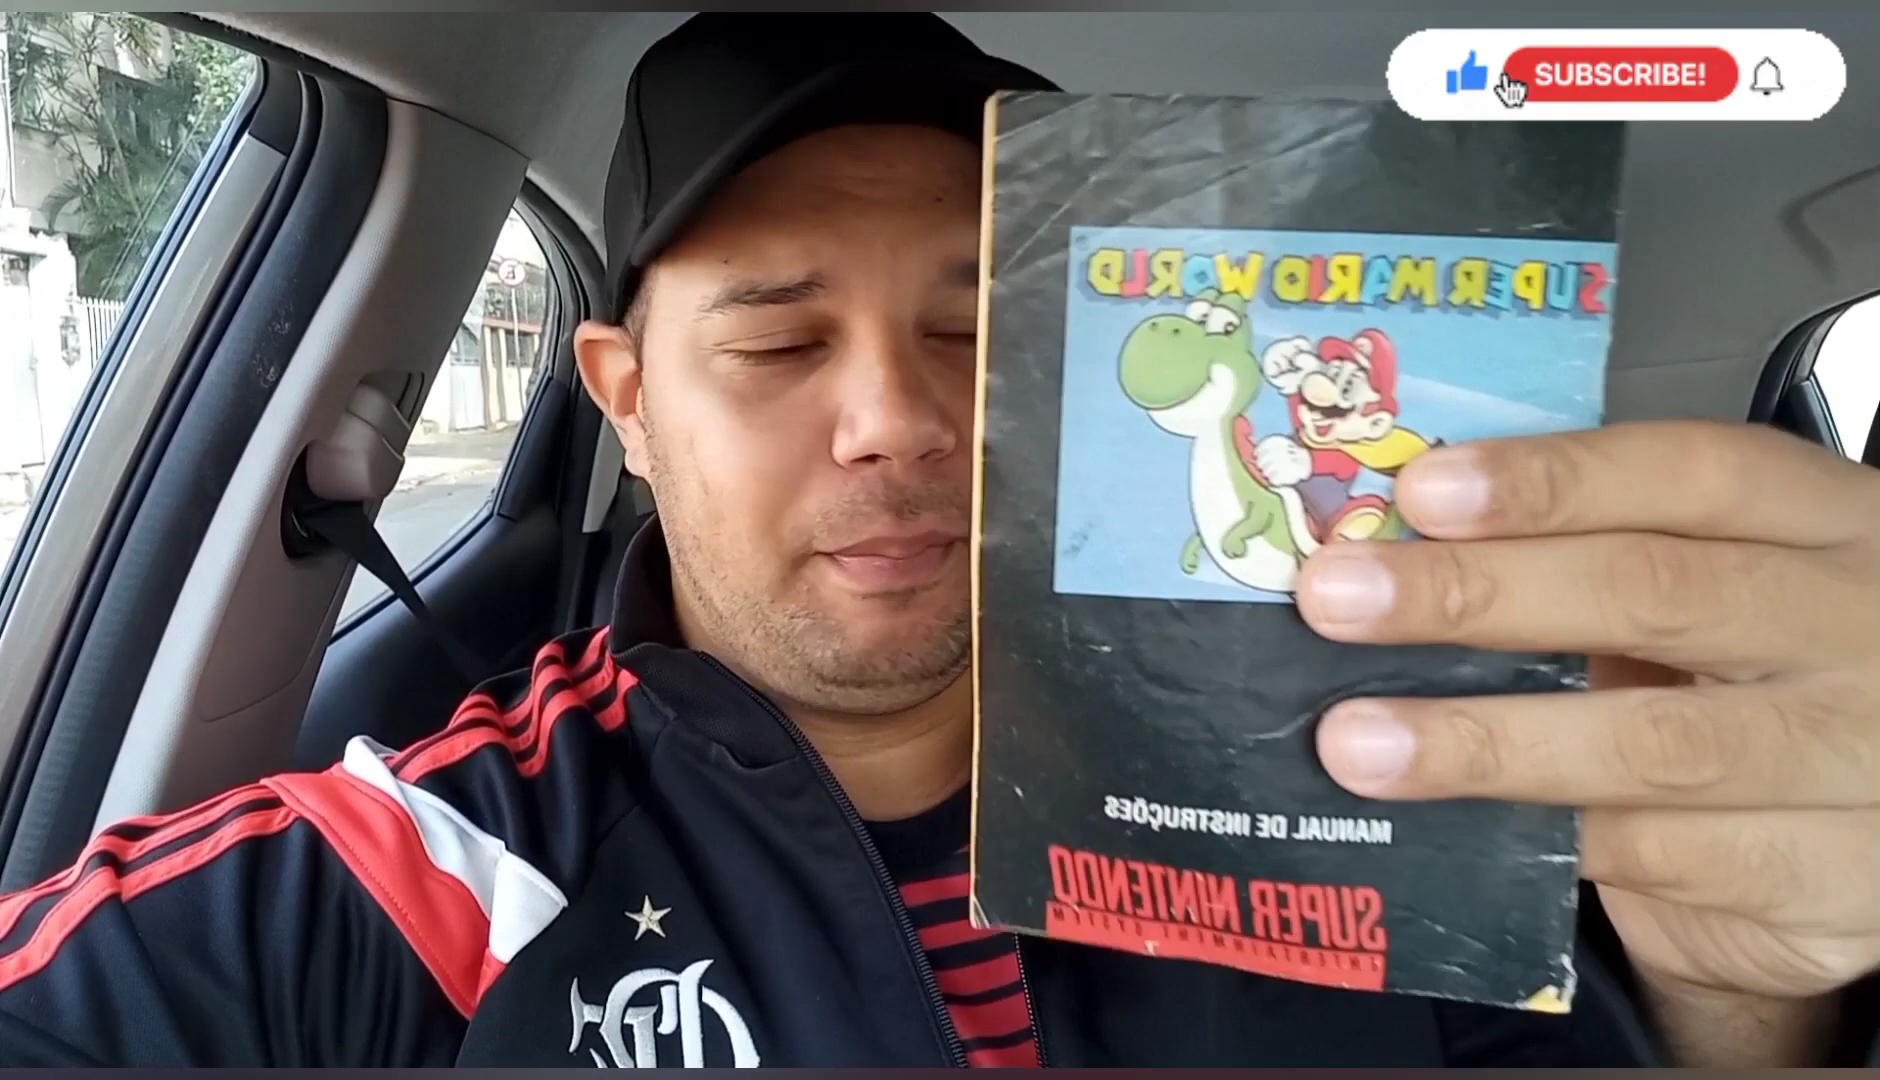 SUBSCRIBE!
SUPER MARIO WORLD
MANUAL DE INSTRUÇÕES
SUPER NINTENDO
ENTERTAINMENT SYSTEM
E